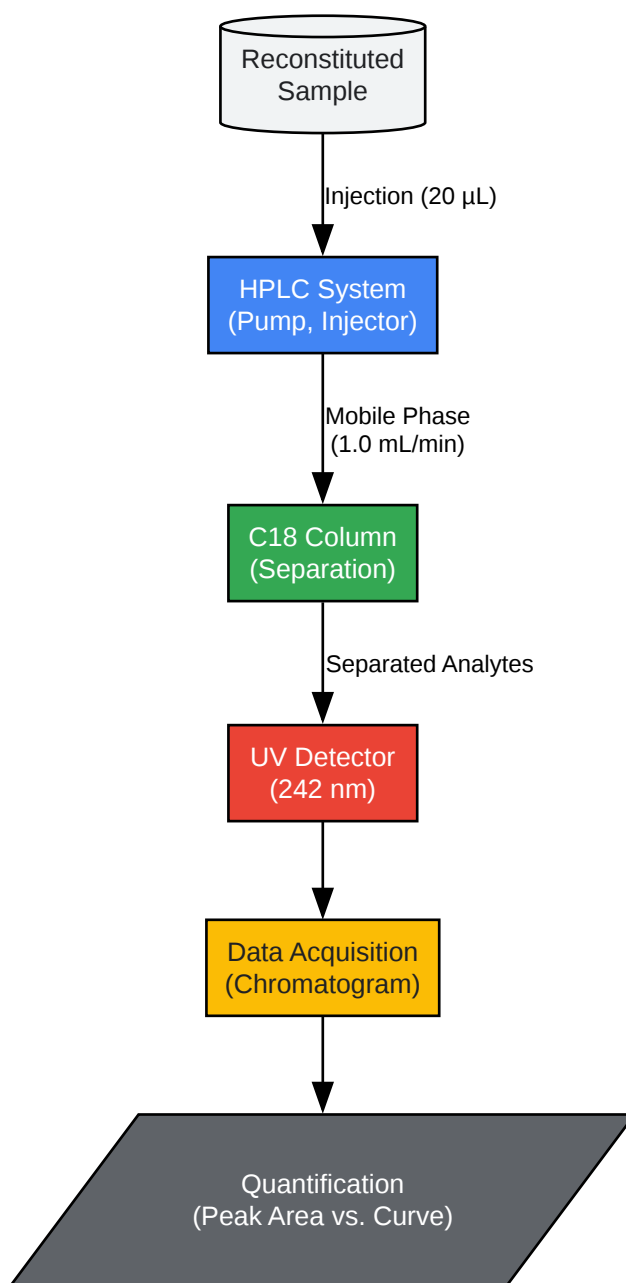 Reconstituted
Sample
Injection (20 µL)
HPLC System
(Pump, Injector)
Mobile Phase
(1.0 mL/min)
C18 Column
(Separation)
Separated Analytes
UV Detector
(242 nm)
Data Acquisition
(Chromatogram)
Quantification
(Peak Area vs. Curve)